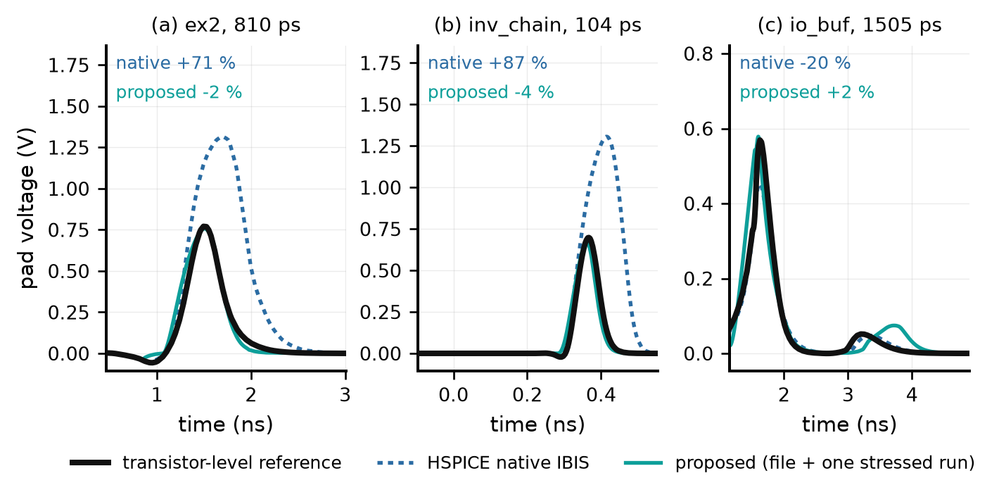 (a) ex2, 810 ps
native +71 %
proposed -2 %
1.75
1.50
1.25
1.00
0.75
0.50
0.25
0.00
pad voltage (V)
1 2 3
time (ns)
(b) inv_chain, 104 ps
native +87 %
proposed -4 %
1.75
1.50
1.25
1.00
0.75
0.50
0.25
0.00
0.0 0.2 0.4
time (ns)
(c) io_buf, 1505 ps
native -20 %
proposed +2 %
0.8
0.6
0.4
0.2
0.0
2 3 4
time (ns)
transistor-level reference
HSPICE native IBIS
proposed (file + one stressed run)